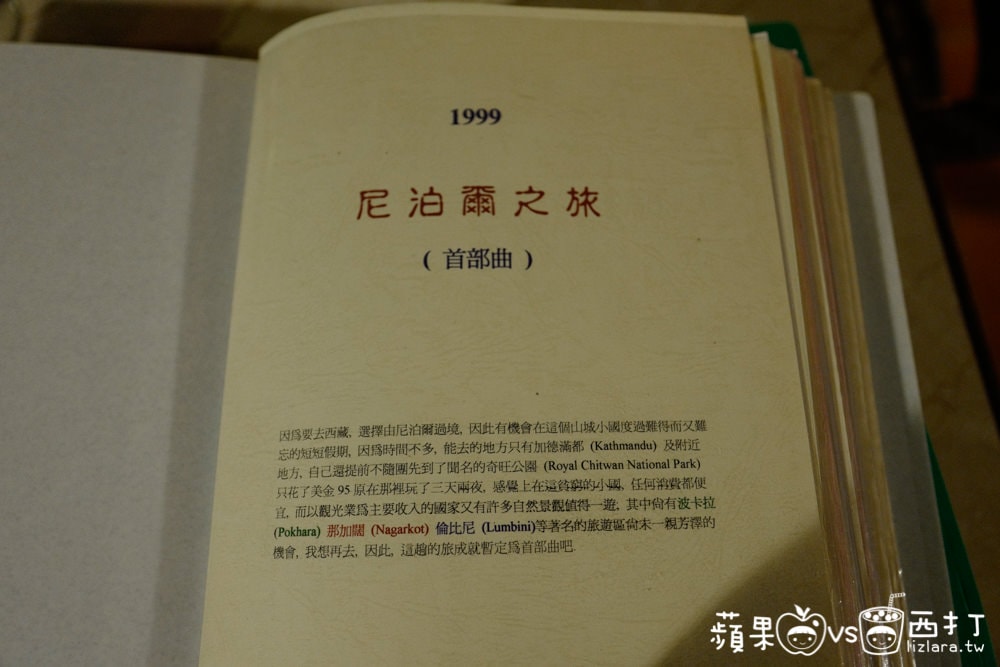 1999
尼泊爾之旅
( 首部曲 )
因為要去西藏, 選擇由尼泊爾過境, 因此有機會在這個山城小國度過難得而又難
忘的短短假期, 因為時間不多, 能去的地方只有加德滿都 (Kathmandu) 及附近
地方, 自己還提前不隨團先到了聞名的奇旺公園 (Royal Chitwan National Park)
只花了美金 95 原在那裡玩了三天兩夜, 感覺上在這貧窮的小國, 任何消費都便
宜, 而以觀光業為主要收入的國家又有許多自然景觀值得一遊, 其中尚有波卡拉
(Pokhara) 那加闊 (Nagarkot) 倫比尼 (Lumbini)等著名的旅遊區尚未一親芳澤的
機會, 我想再去, 因此, 這趟的旅成就暫定為首部曲吧.
蘋果vs西打
lizlara.tw